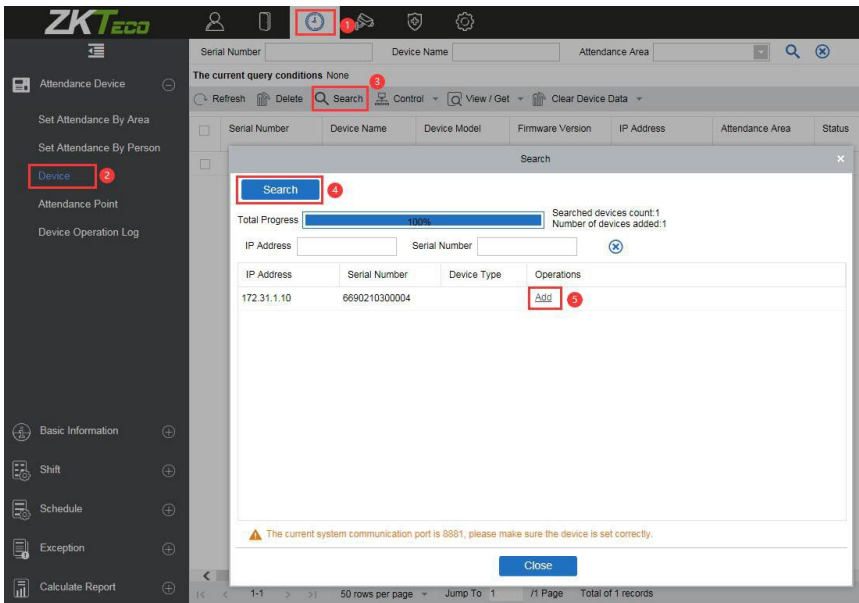 ZKTECO
1
Serial Number Device Name Attendance Area
The current query conditions None
3
Refresh Delete Search Control View / Get Clear Device Data
Serial Number Device Name Device Model Firmware Version IP Address Attendance Area Status
Attendance Device
Set Attendance By Area
Set Attendance By Person
Device 2
Attendance Point
Device Operation Log
Basic Information
Shift
Schedule
Exception
Calculate Report
Search
Search 4
Total Progress 100% Searched devices count:1
Number of devices added:1
IP Address Serial Number
IP Address Serial Number Device Type Operations
172.31.1.10 6690210300004 Add 5
The current system communication port is 8881, please make sure the device is set correctly.
Close
1-1 50 rows per page Jump To 1 /1 Page Total of 1 records